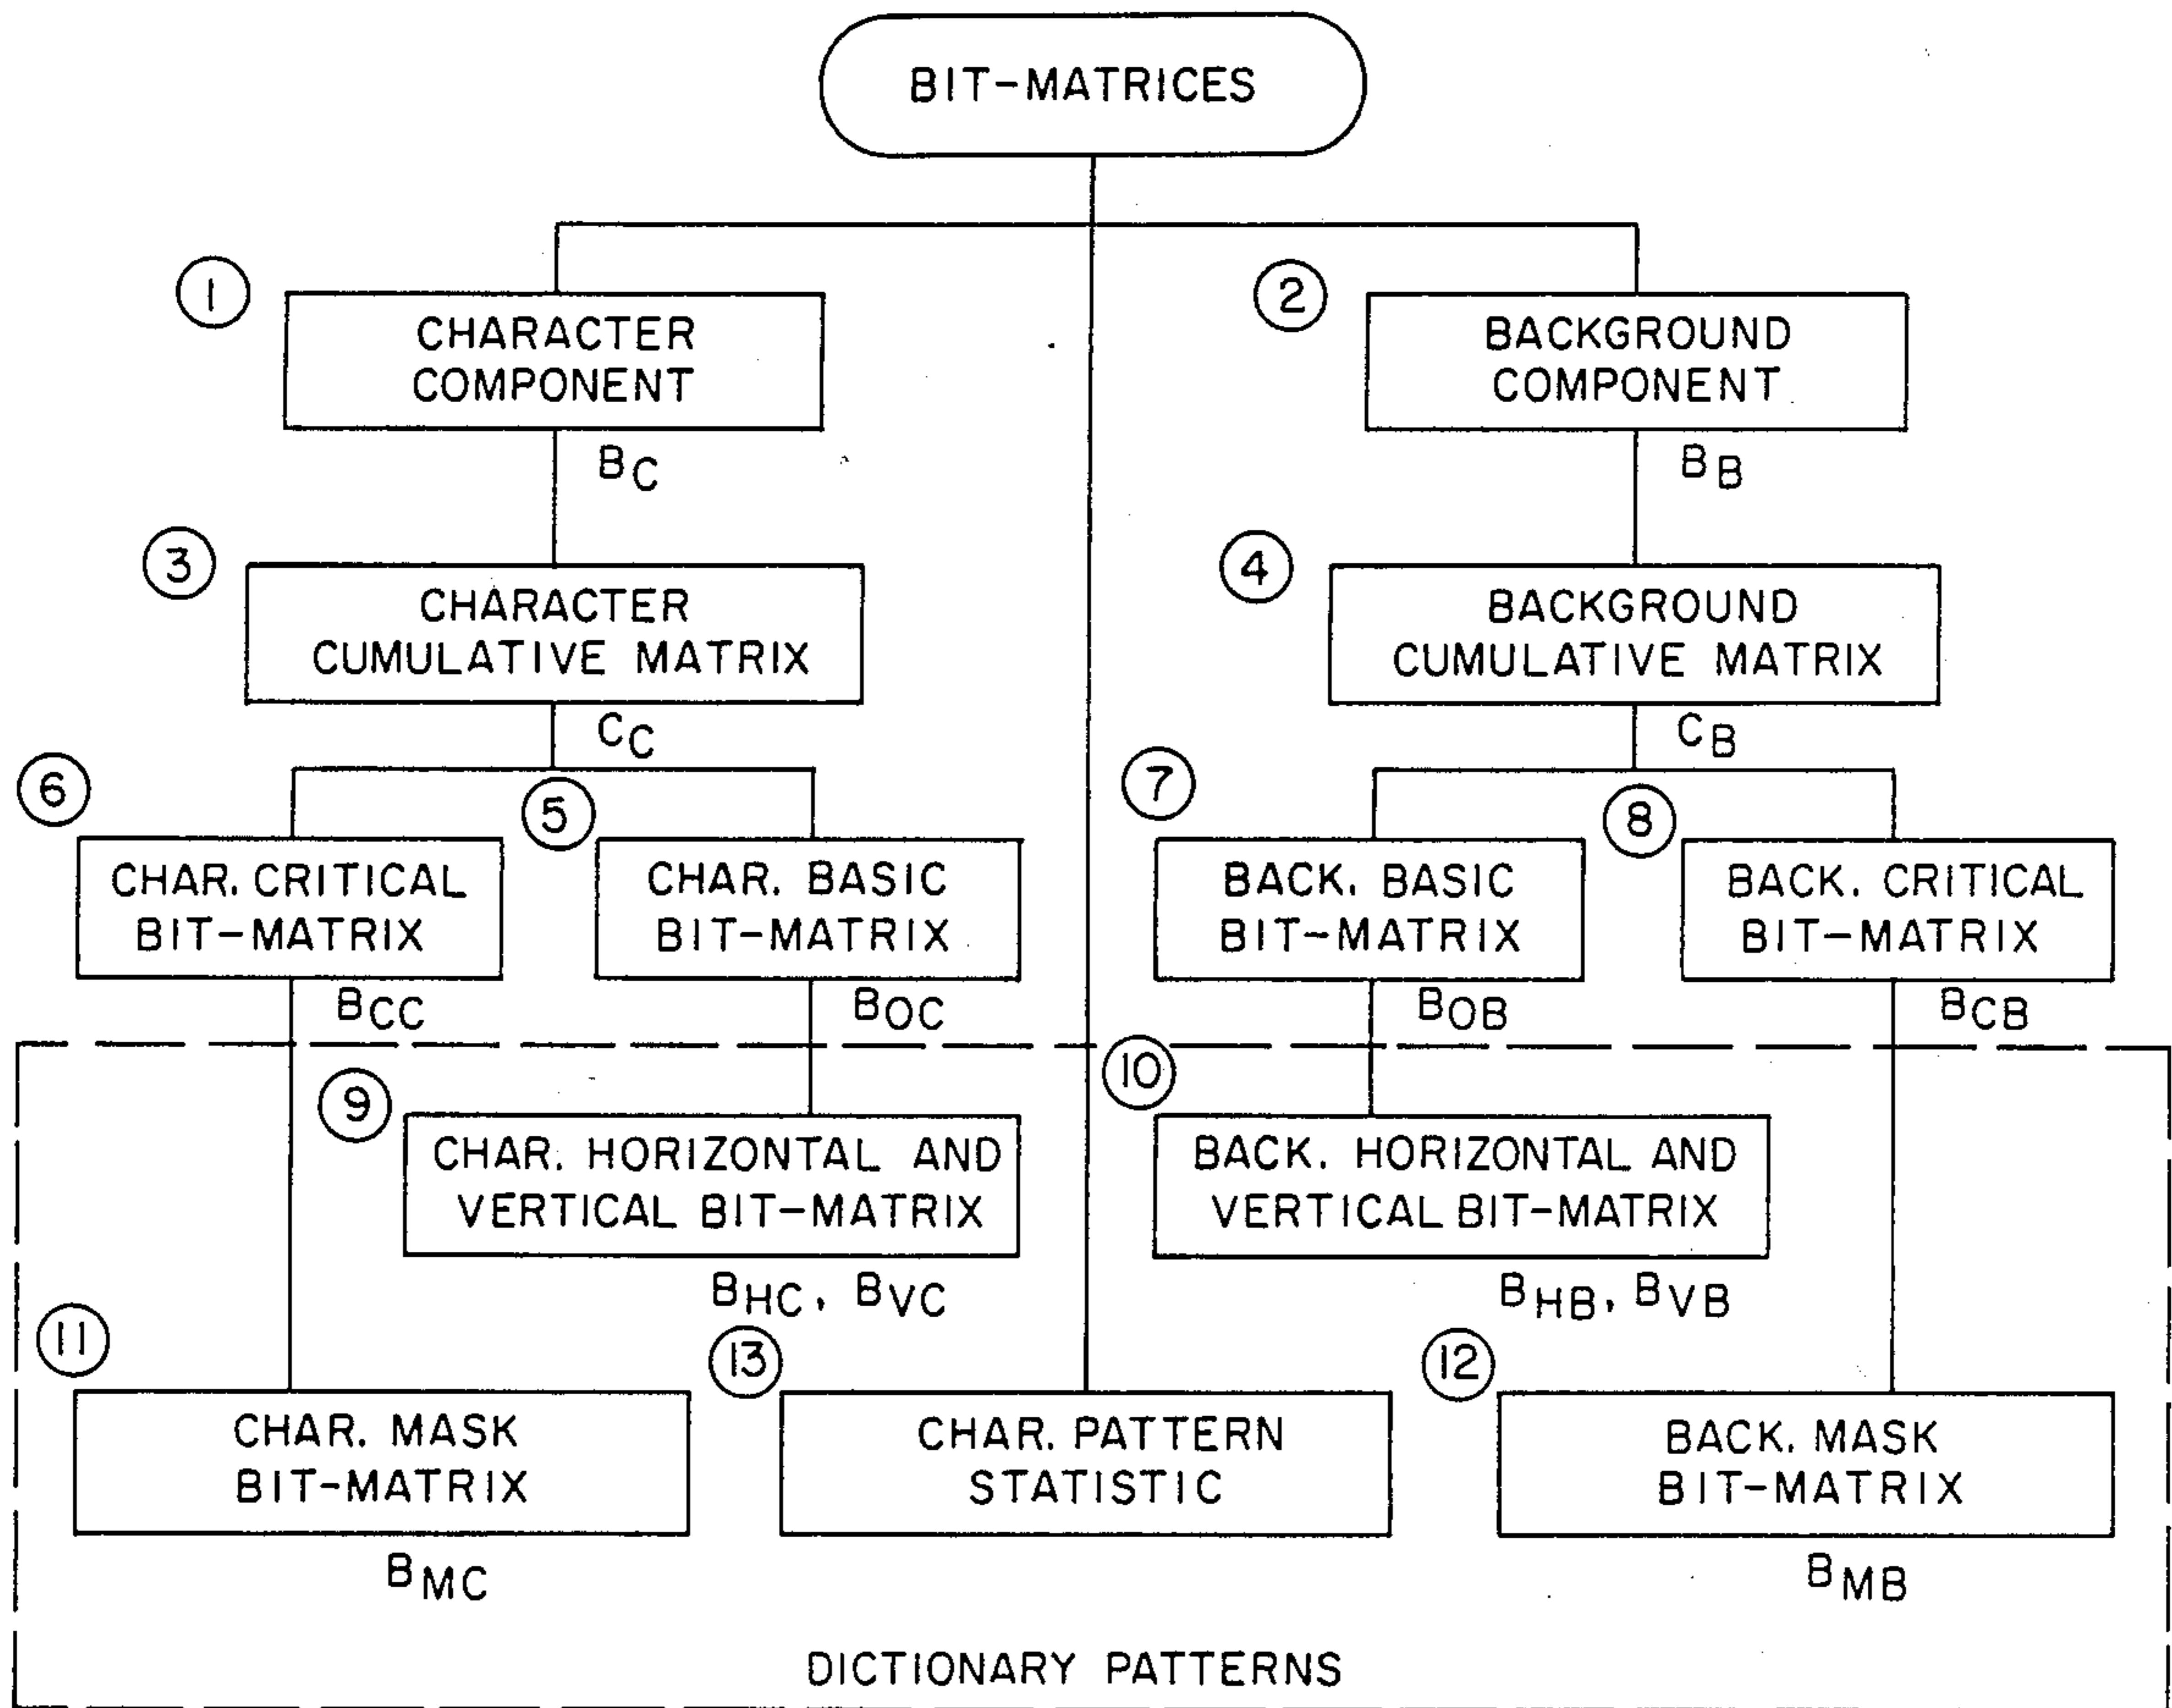 BIT-MATRICES
1
CHARACTER
COMPONENT
BC
2
BACKGROUND
COMPONENT
BB
3
CHARACTER
CUMULATIVE MATRIX
CC
4
BACKGROUND
CUMULATIVE MATRIX
CB
6
CHAR. CRITICAL
BIT-MATRIX
BCC
5
CHAR. BASIC
BIT-MATRIX
BOC
7
BACK. BASIC
BIT-MATRIX
BOB
8
BACK. CRITICAL
BIT-MATRIX
BCB
9
CHAR. HORIZONTAL AND
VERTICAL BIT-MATRIX
BHC, BVC
10
BACK. HORIZONTAL AND
VERTICAL BIT-MATRIX
BHB, BVB
11
CHAR. MASK
BIT-MATRIX
BMC
13
CHAR. PATTERN
STATISTIC
12
BACK. MASK
BIT-MATRIX
BMB
DICTIONARY PATTERNS